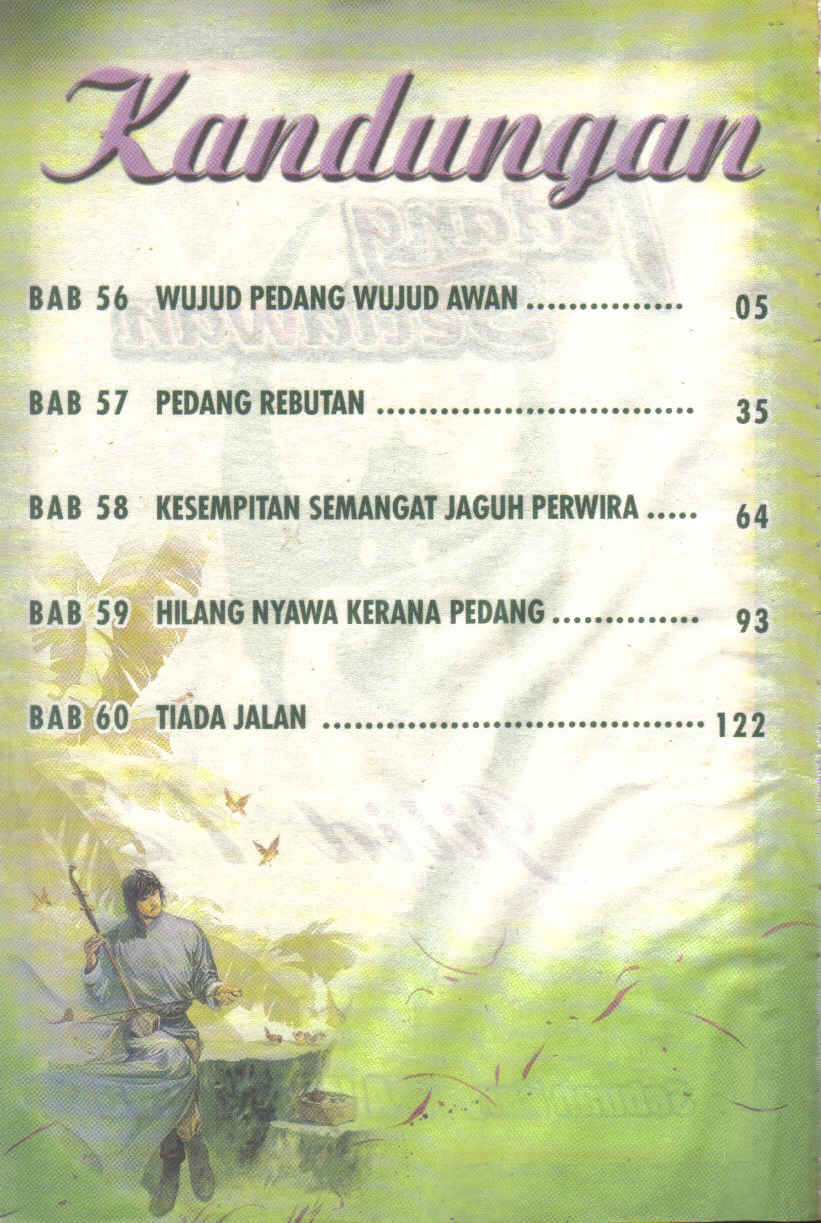 Kandungan
BAB 56 WUJUD PEDANG WUJUD AWAN ............... 05
BAB 57 PEDANG REBUTAN .............................. 35
BAB 58 KESEMPITAN SEMANGAT JAGUH PERWIRA ..... 64
BAB 59 HILANG NYAWA KERANA PEDANG .............. 93
BAB 60 TIADA JALAN .................................... 122